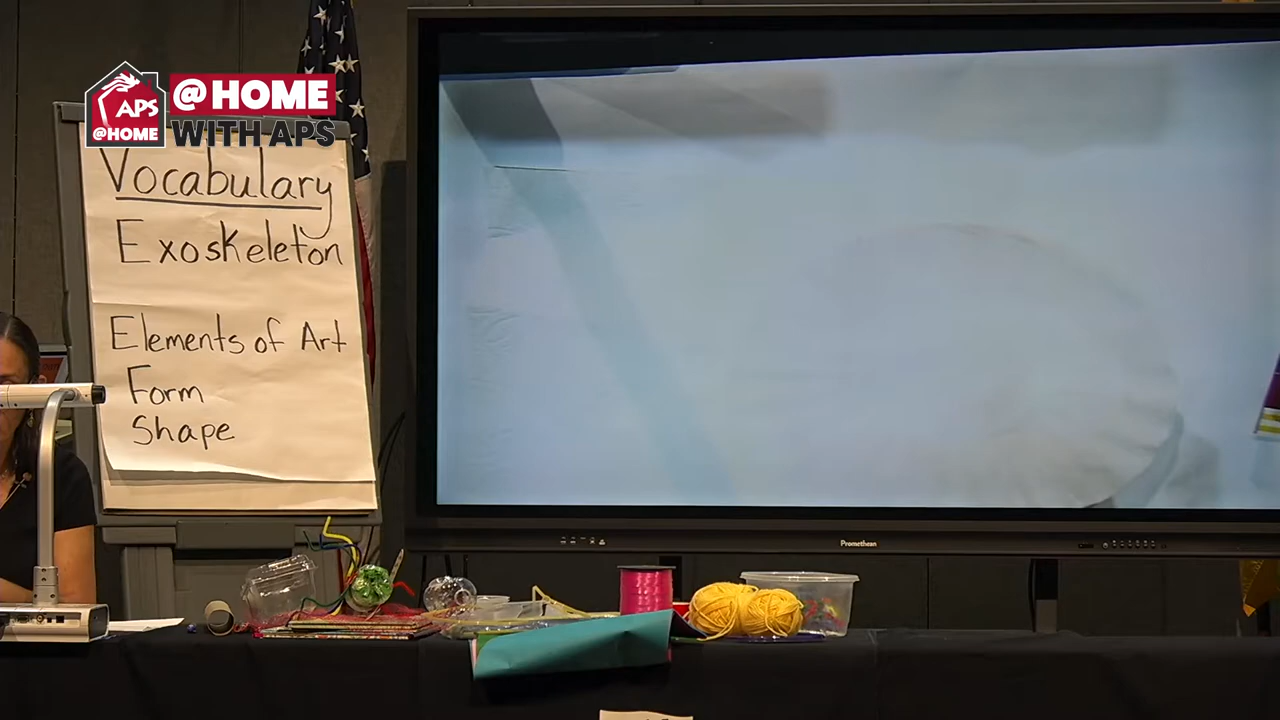 APS
@HOME
@HOME
WITH APS
Vocabulary
Exoskeleton
Elements of Art
Form
Shape
Promethean